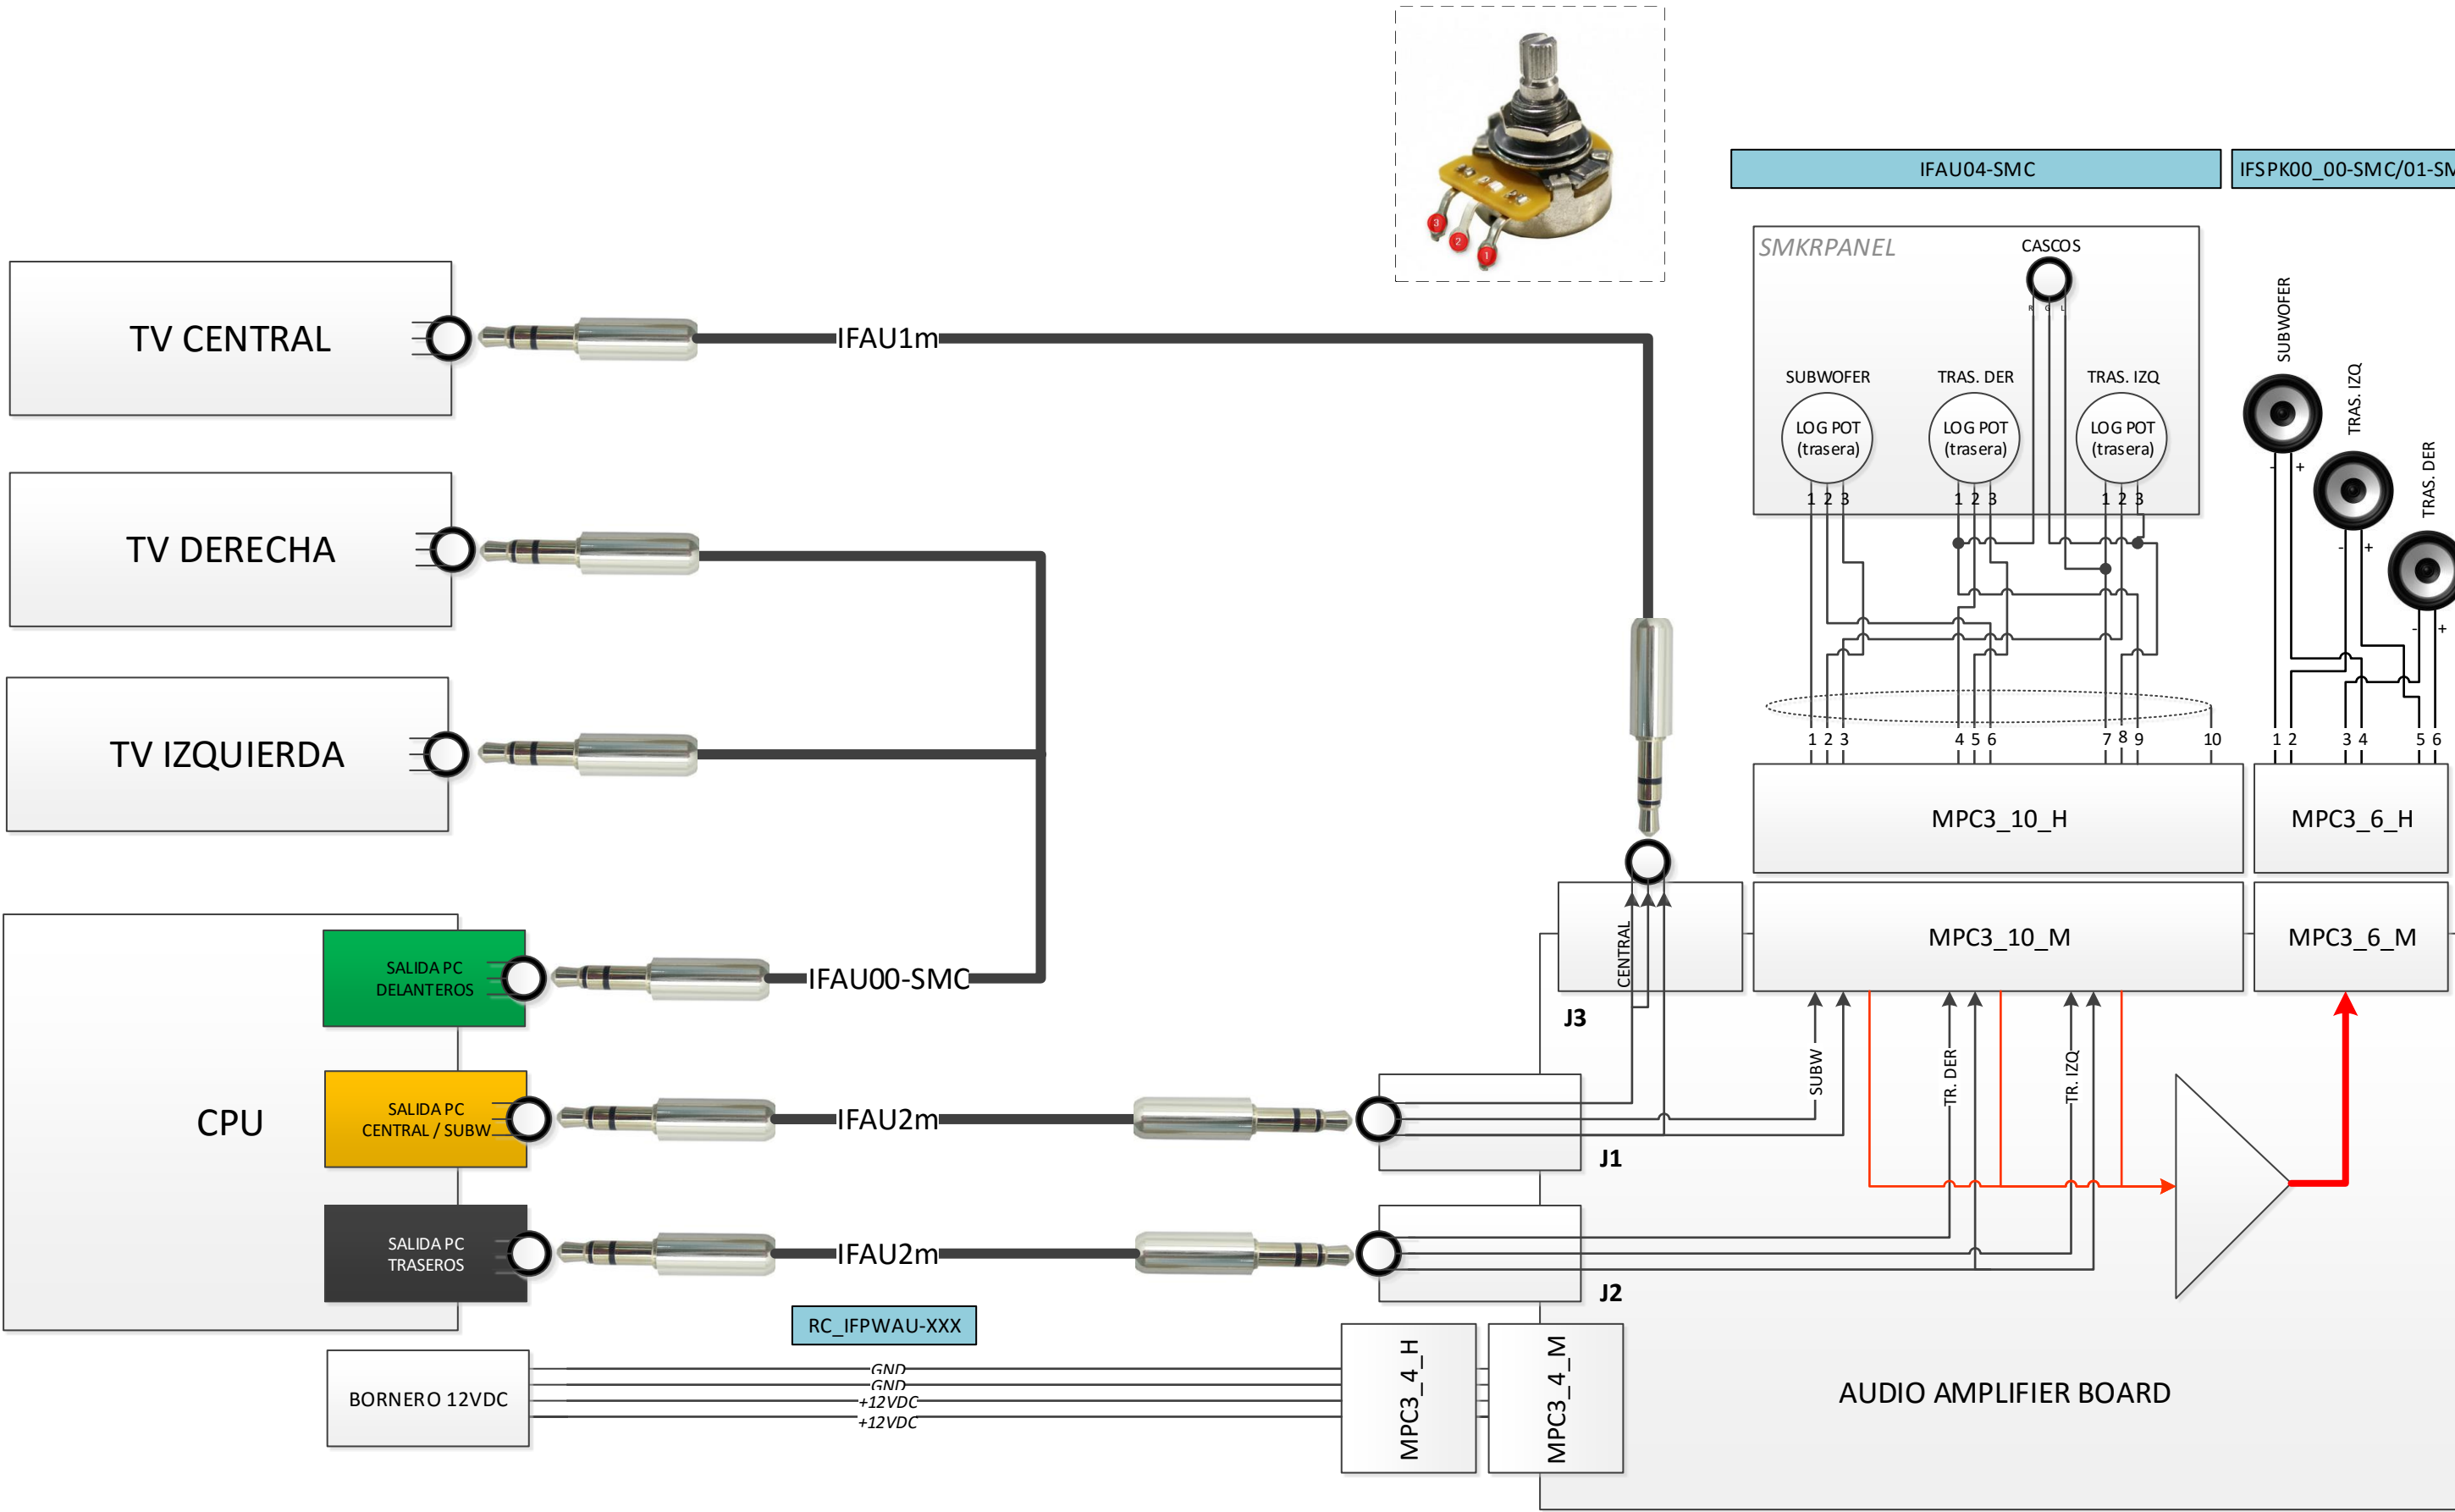 3
2
1
IFAU04-SMC
SMKRPANEL
CASCOS
R G L
SUBWOFER
TRAS. DER
TRAS. IZQ
LOG POT
(trasera)
LOG POT
(trasera)
LOG POT
(trasera)
1 2 3
1 2 3
1 2 3
SUBWOFER
TRAS. IZQ
TRAS. DER
- +
- +
- +
TV CENTRAL
IFAU1m
TV DERECHA
TV IZQUIERDA
1 2 3
4 5 6
7 8 9
10
1 2
3 4
5 6
MPC3_10_H
MPC3_6_H
CENTRAL
J3
MPC3_10_M
MPC3_6_M
CPU
SALIDA PC
DELANTEROS
IFAU00-SMC
SALIDA PC
CENTRAL / SUBW
IFAU2m
J1
SUBW
TR. DER
TR. IZQ
SALIDA PC
TRASEROS
IFAU2m
J2
RC_IFPWAU-XXX
BORNERO 12VDC
GND
GND
+12VDC
+12VDC
MPC3_4_H
MPC3_4_M
AUDIO AMPLIFIER BOARD